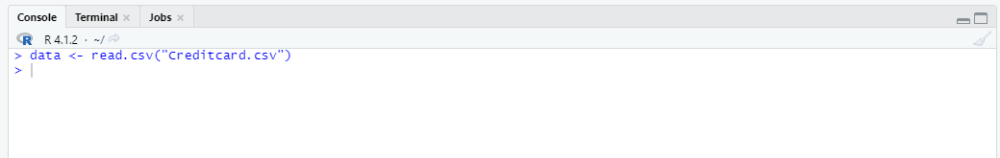 Console Terminal Jobs
R R 4.1.2 · ~/
> data <- read.csv("Creditcard.csv")
>